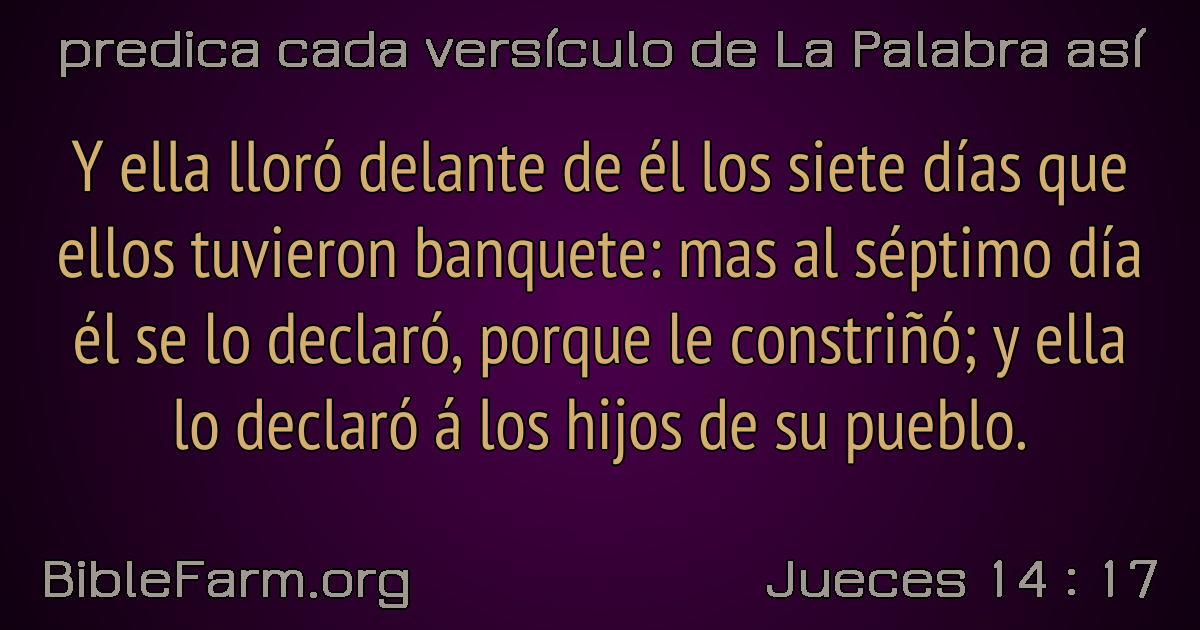 predica cada versículo de La Palabra así
Y ella lloró delante de él los siete días que
ellos tuvieron banquete: mas al séptimo día
él se lo declaró, porque le constriñó; y ella
lo declaró á los hijos de su pueblo.
BibleFarm.org
Jueces 14 : 17